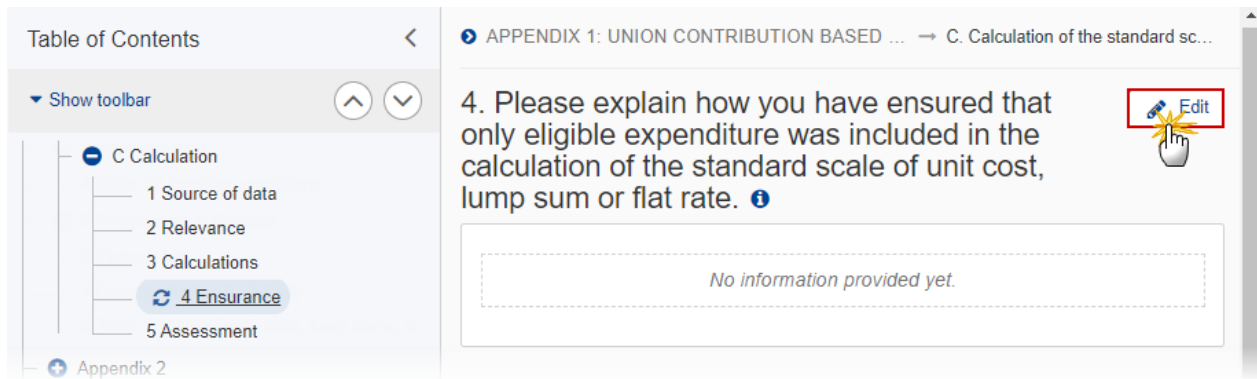 Table of Contents
Show toolbar
C Calculation
1 Source of data
2 Relevance
3 Calculations
4 Ensurance
5 Assessment
Appendix 2
APPENDIX 1: UNION CONTRIBUTION BASED ... → C. Calculation of the standard sc...
4. Please explain how you have ensured that
only eligible expenditure was included in the
calculation of the standard scale of unit cost,
lump sum or flat rate.
Edit
No information provided yet.